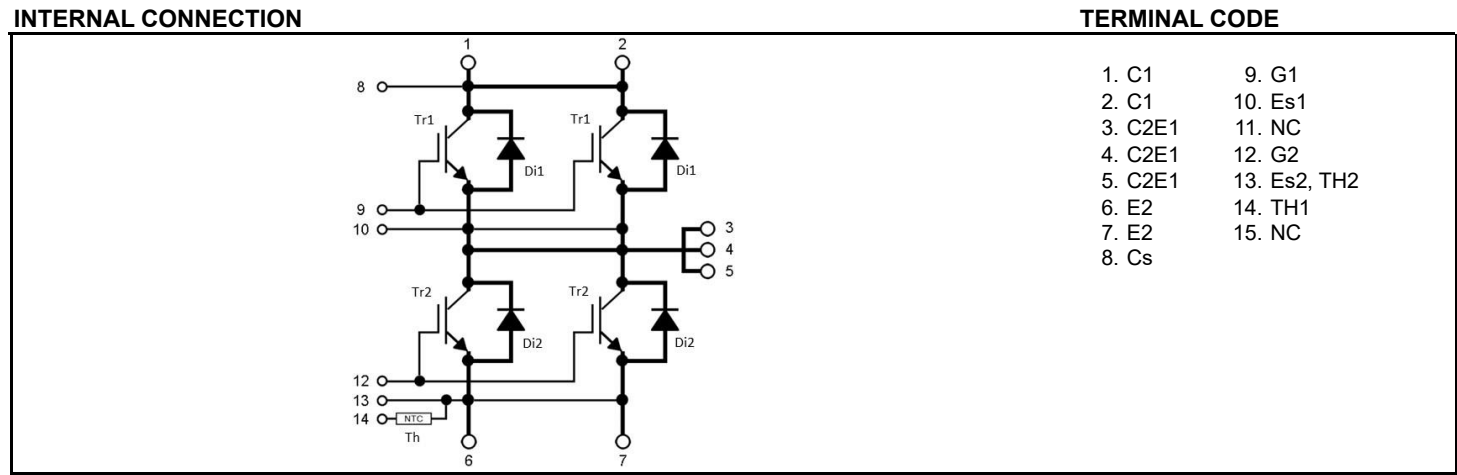 INTERNAL CONNECTION TERMINAL CODE
1 2
8
Tr1 Tr1
Di1 Di1
9
10
3
4
5
Tr2 Tr2
Di2 Di2
12
13
14 NTC
Th
6 7
1. C1 9. G1
2. C1 10. Es1
3. C2E1 11. NC
4. C2E1 12. G2
5. C2E1 13. Es2, TH2
6. E2 14. TH1
7. E2 15. NC
8. Cs